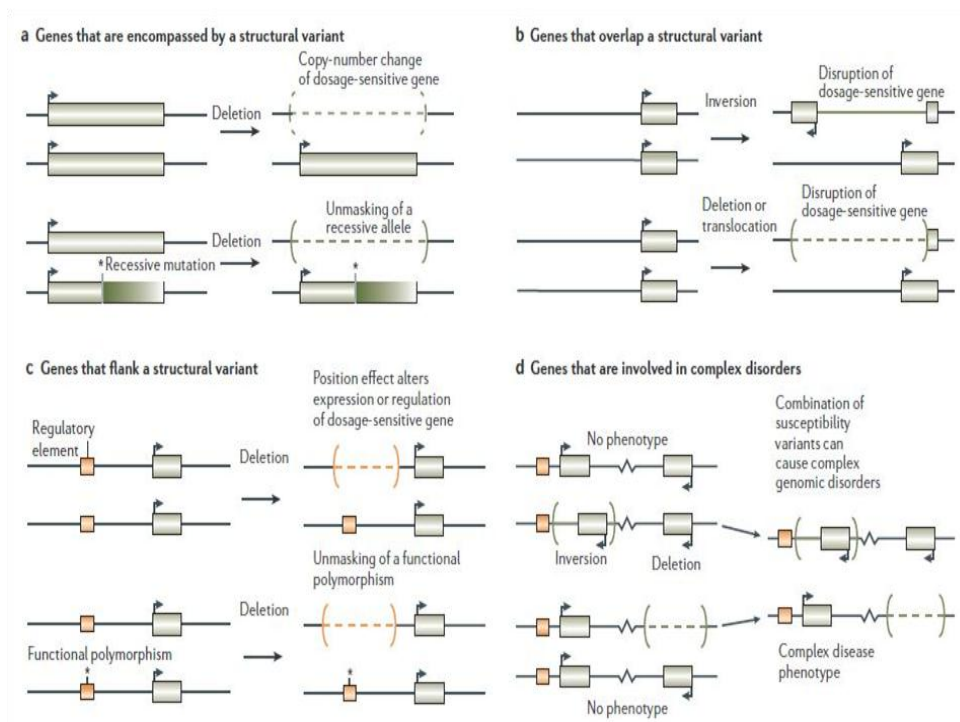 a Genes that are encompassed by a structural variant
Copy-number change
of dosage-sensitive gene
Deletion
Unmasking of a
recessive allele
Deletion
*Recessive mutation
*
b Genes that overlap a structural variant
Inversion
Disruption of
dosage-sensitive gene
Deletion or
translocation
Disruption of
dosage-sensitive gene
c Genes that flank a structural variant
Position effect alters
expression or regulation
of dosage-sensitive gene
Regulatory
element
Deletion
Unmasking of a functional
polymorphism
Deletion
Functional polymorphism
*
*
d Genes that are involved in complex disorders
Combination of
susceptibility
variants can
cause complex
genomic disorders
No phenotype
Inversion
Deletion
Complex disease
phenotype
No phenotype